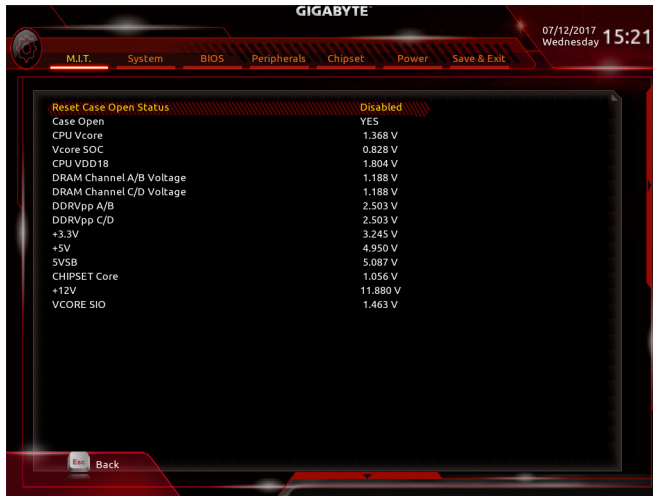 GIGABYTE™
07/12/2017
Wednesday 15:21
M.I.T. System BIOS Peripherals Chipset Power Save & Exit
Reset Case Open Status Disabled
Case Open YES
CPU Vcore 1.368 V
Vcore SOC 0.828 V
CPU VDD18 1.804 V
DRAM Channel A/B Voltage 1.188 V
DRAM Channel C/D Voltage 1.188 V
DDRVpp A/B 2.503 V
DDRVpp C/D 2.503 V
+3.3V 3.245 V
+5V 4.950 V
5VSB 5.087 V
CHIPSET Core 1.056 V
+12V 11.880 V
VCORE SIO 1.463 V
Esc Back